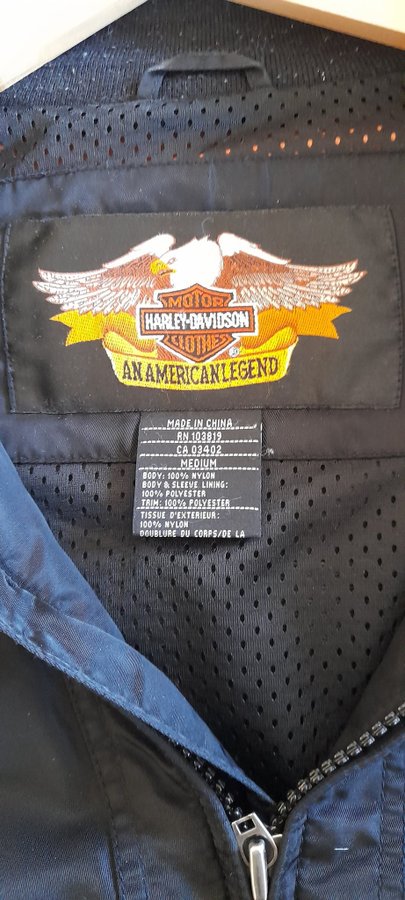 MOTOR
HARLEY-DAVIDSON
CLOTHES
®
AN AMERICAN LEGEND
MADE IN CHINA
RN 103819
CA 03402
MEDIUM
BODY: 100% NYLON
BODY & SLEEVE LINING:
100% POLYESTER
TRIM: 100% POLYESTER
TISSUE D'EXTERIEUR:
100% NYLON
DOUBLURE DU CORPS/DE LA